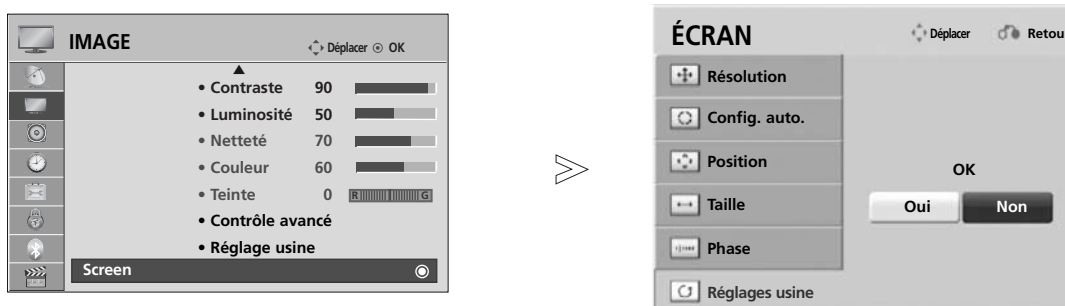 IMAGE
Déplacer OK
• Contraste 90
• Luminosité 50
• Netteté 70
• Couleur 60
• Teinte 0 R G
• Contrôle avancé
• Réglage usine
Screen
ÉCRAN
Déplacer Retou
Résolution
Config. auto.
Position
Taille
Phase
Réglages usine
OK
Oui Non